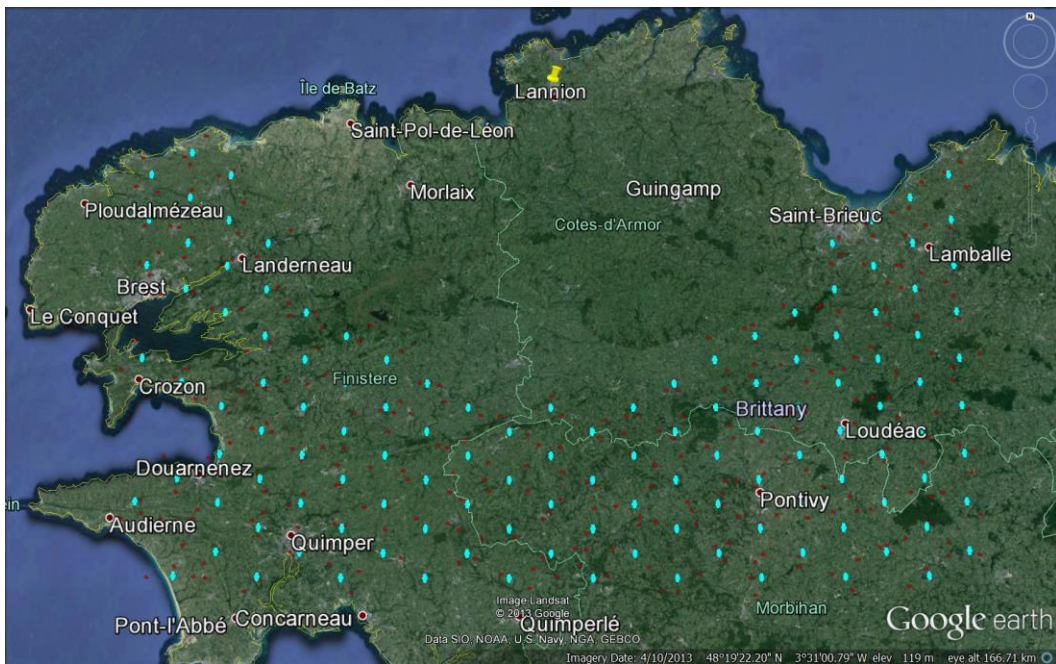 N
Île de Batz
Lannion
Saint-Pol-de-Léon
Morlaix
Guingamp
Ploudalmézeau
Saint-Brieuc
Cotes-d'Armor
Lamballe
Landerneau
Brest
Le Conquet
Crozon
Finistere
Brittany
Loudéac
Douarnenez
Pontivy
ein
Audierne
Quimper
Image Landsat
© 2013 Google
Morbihan
Pont-l'Abbé
Concarneau
Quimperlé
Google earth
Data SIO, NOAA, U.S. Navy, NGA, GEBCO
Imagery Date: 4/10/2013 48°19'22.20" N 3°31'00.79" W elev 119 m eye alt 166.71 km